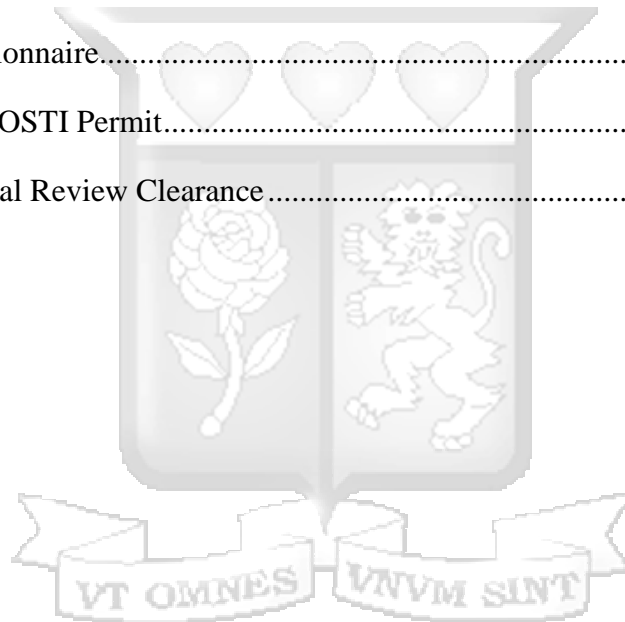 onnaire.......................................................................
OSTI Permit...............................................................
al Review Clearance.................................................
VT OMNES VNVM SINT